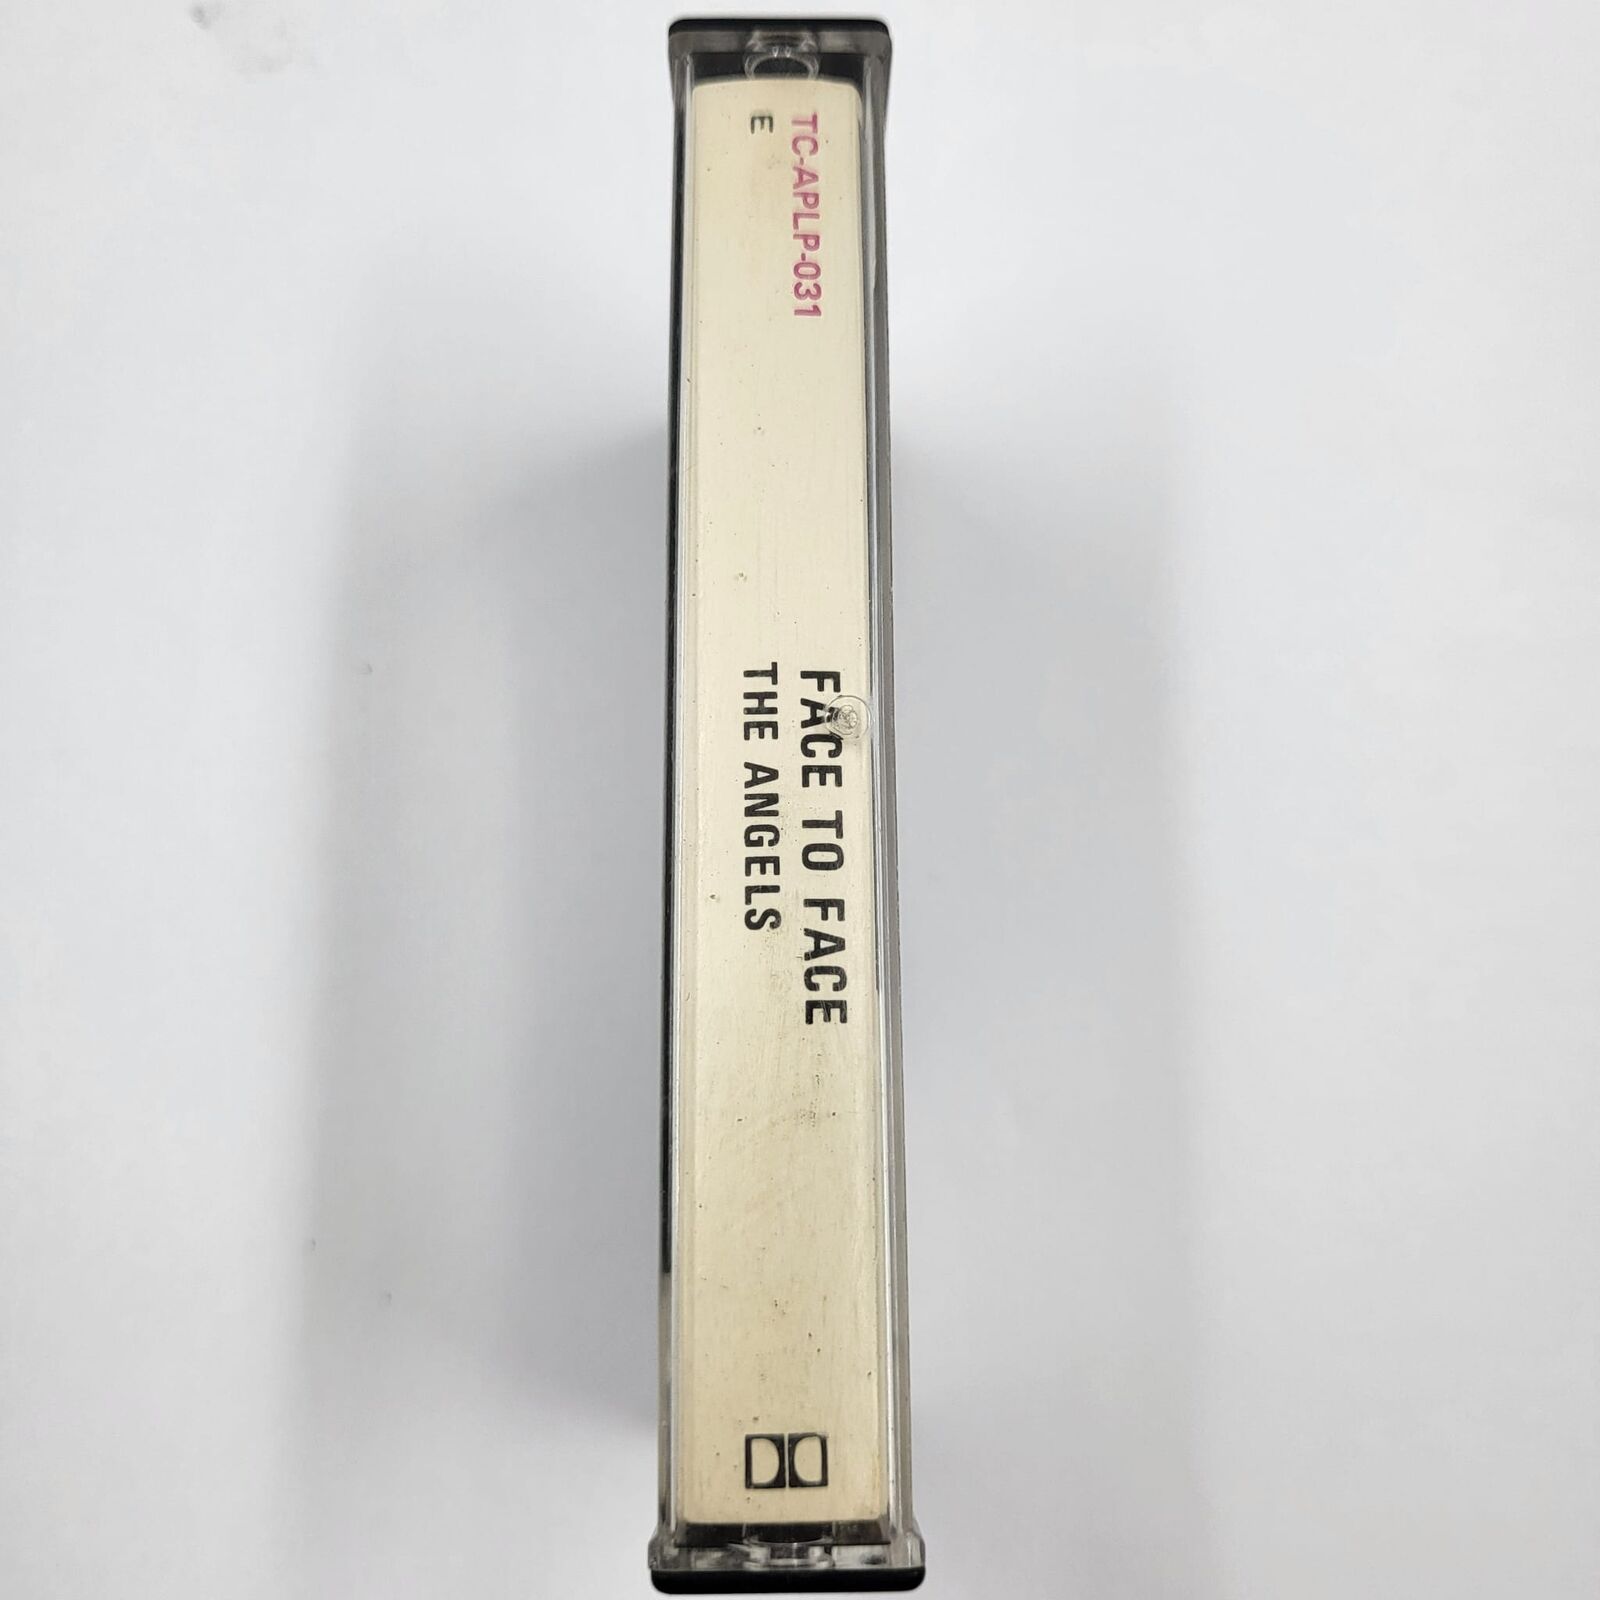 TC-APLP-031
E
FACE TO FACE
THE ANGELS